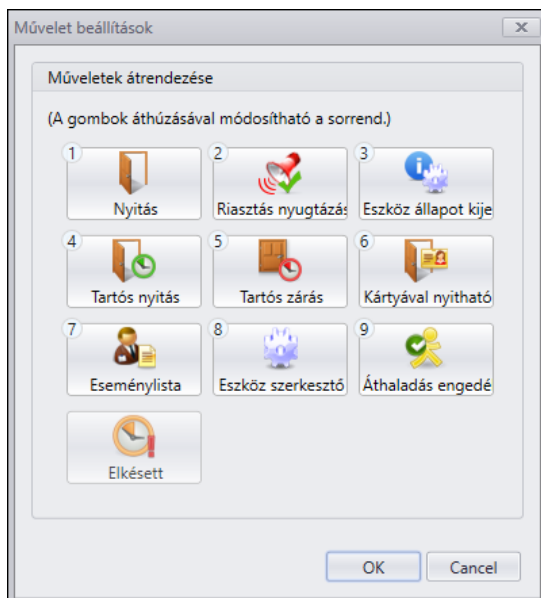 Művelet beállítások
Műveletek átrendezése
(A gombok áthúzásával módosítható a sorrend.)
1
2
3
Nyitás
Riasztás nyugtázás
Eszköz állapot kije
4
5
6
Tartós nyitás
Tartós zárás
Kártyával nyitható
7
8
9
Eseménylista
Eszköz szerkesztő
Áthaladás engedé
Elkésett
OK
Cancel